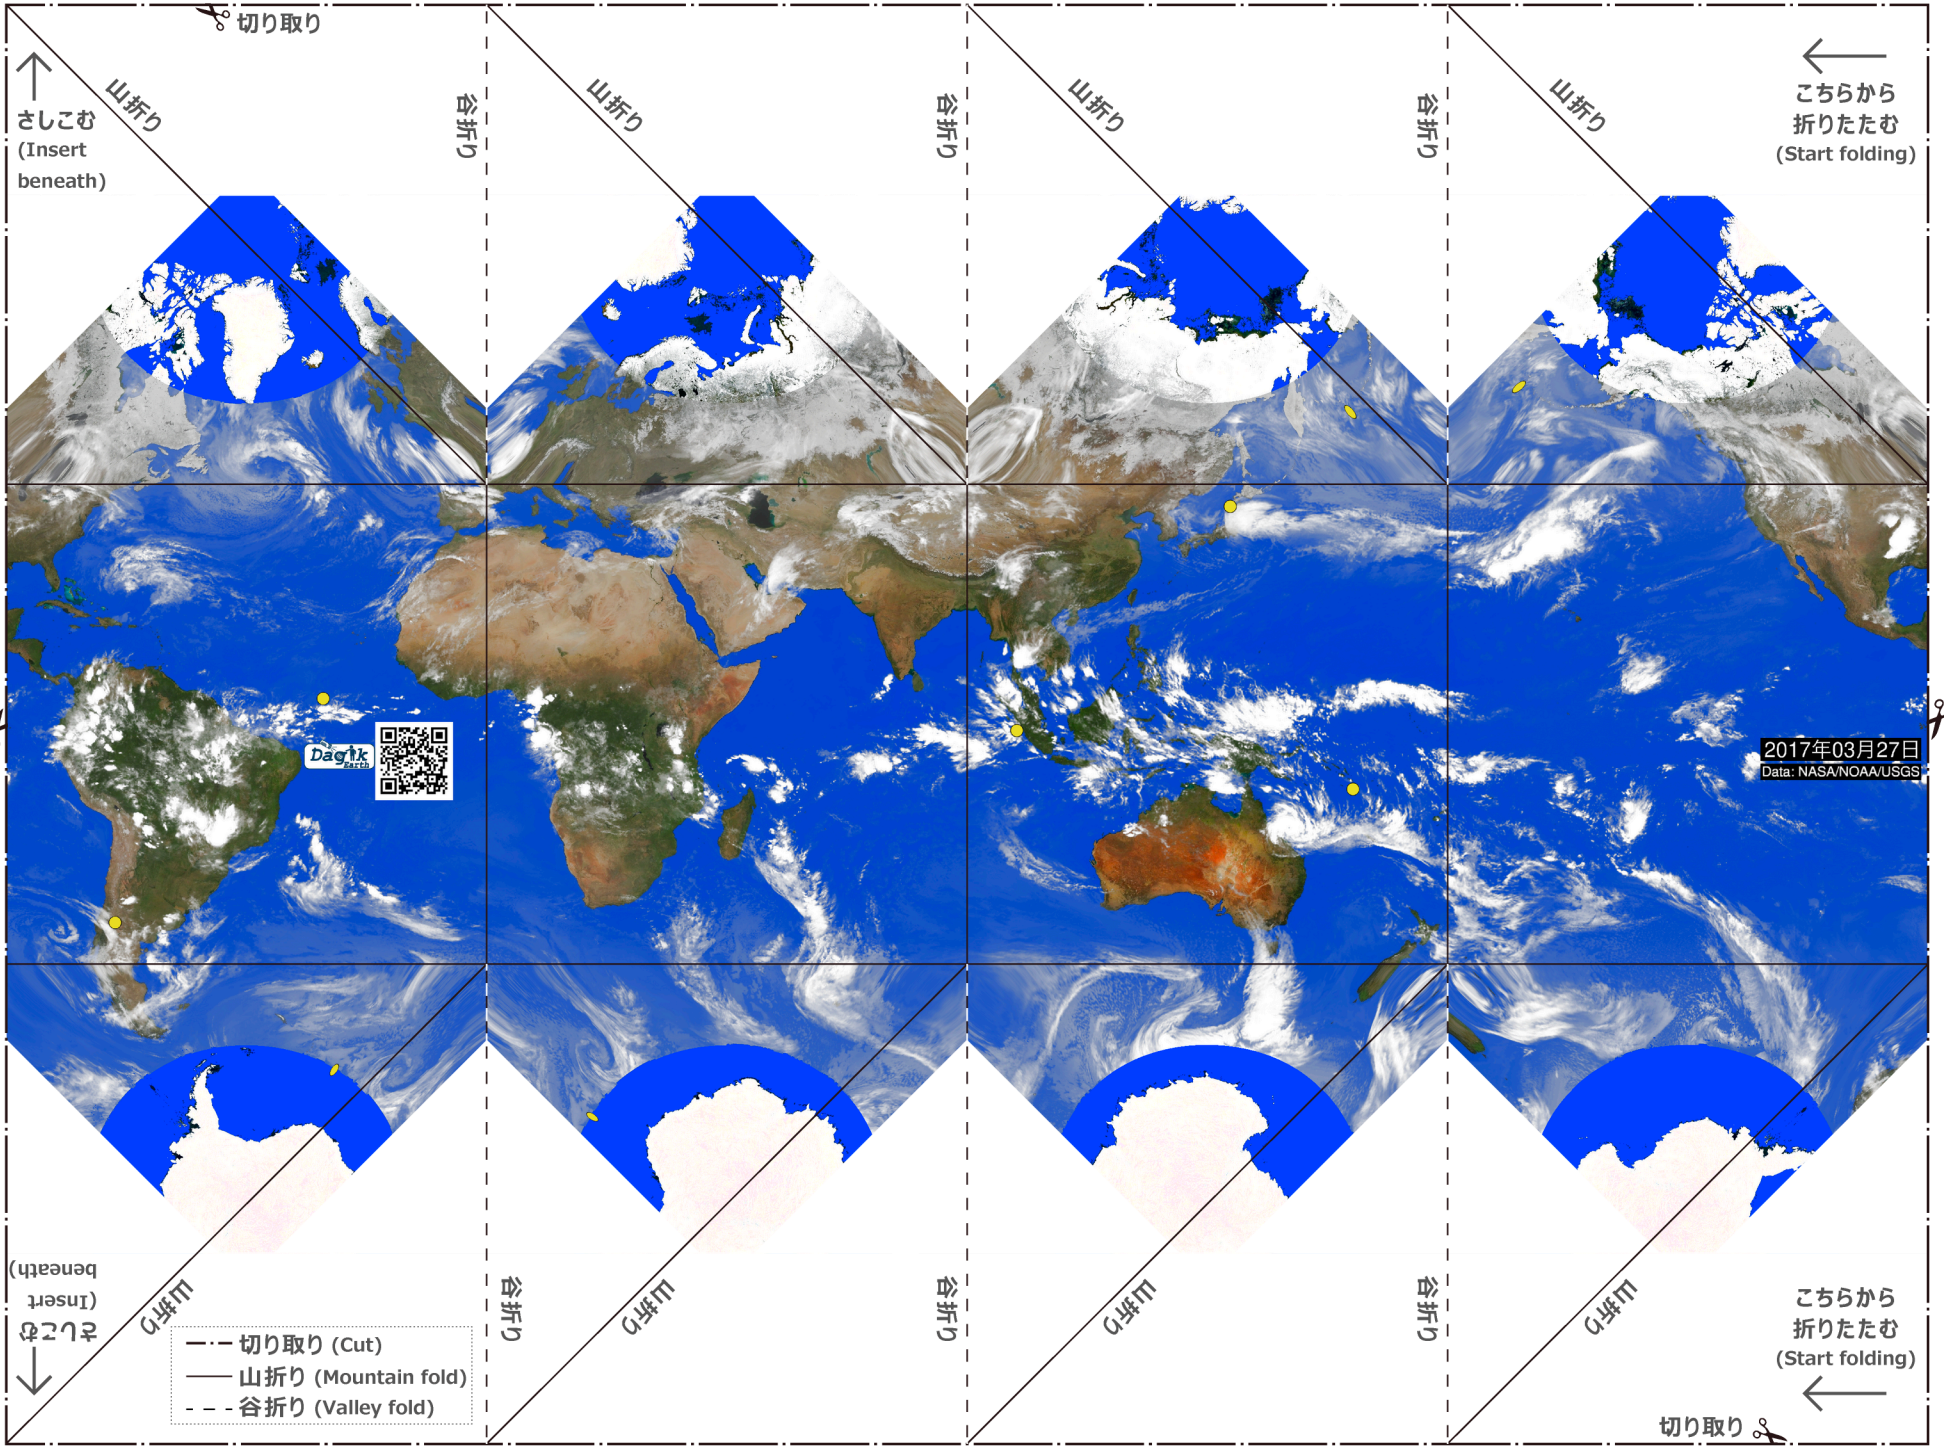 切り取り
山折り
谷折り
山折り
谷折り
山折り
谷折り
山折り
さしこむ
(Insert
beneath)
こちらから
折りたたむ
(Start folding)
Dagik
Earth
2017年03月27日
Data: NASA/NOAA/USGS
さしこむ
(Insert
beneath)
山折り
谷折り
山折り
谷折り
山折り
谷折り
山折り
こちらから
折りたたむ
(Start folding)
切り取り (Cut)
山折り (Mountain fold)
谷折り (Valley fold)
切り取り